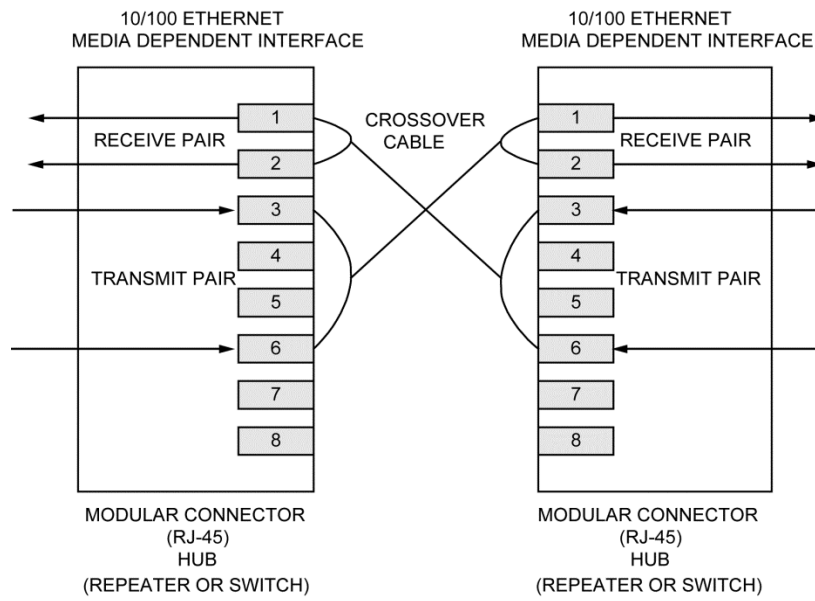 10/100 ETHERNET
MEDIA DEPENDENT INTERFACE
10/100 ETHERNET
MEDIA DEPENDENT INTERFACE
1
RECEIVE PAIR
2
3
4
TRANSMIT PAIR
5
6
7
8
CROSSOVER
CABLE
1
RECEIVE PAIR
2
3
4
TRANSMIT PAIR
5
6
7
8
MODULAR CONNECTOR
(RJ-45)
HUB
(REPEATER OR SWITCH)
MODULAR CONNECTOR
(RJ-45)
HUB
(REPEATER OR SWITCH)